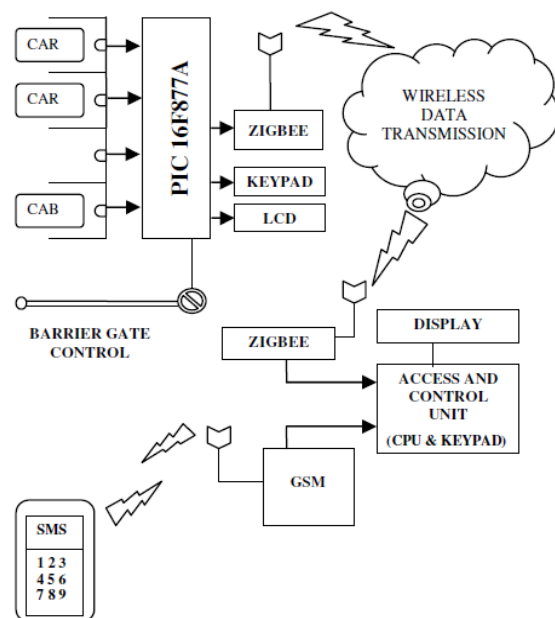 CAR
CAR
CAB
PIC 16F877A
ZIGBEE
KEYPAD
LCD
WIRELESS
DATA
TRANSMISSION
BARRIER GATE
CONTROL
ZIGBEE
DISPLAY
ACCESS AND
CONTROL
UNIT
(CPU & KEYPAD)
GSM
SMS
1 2 3
4 5 6
7 8 9